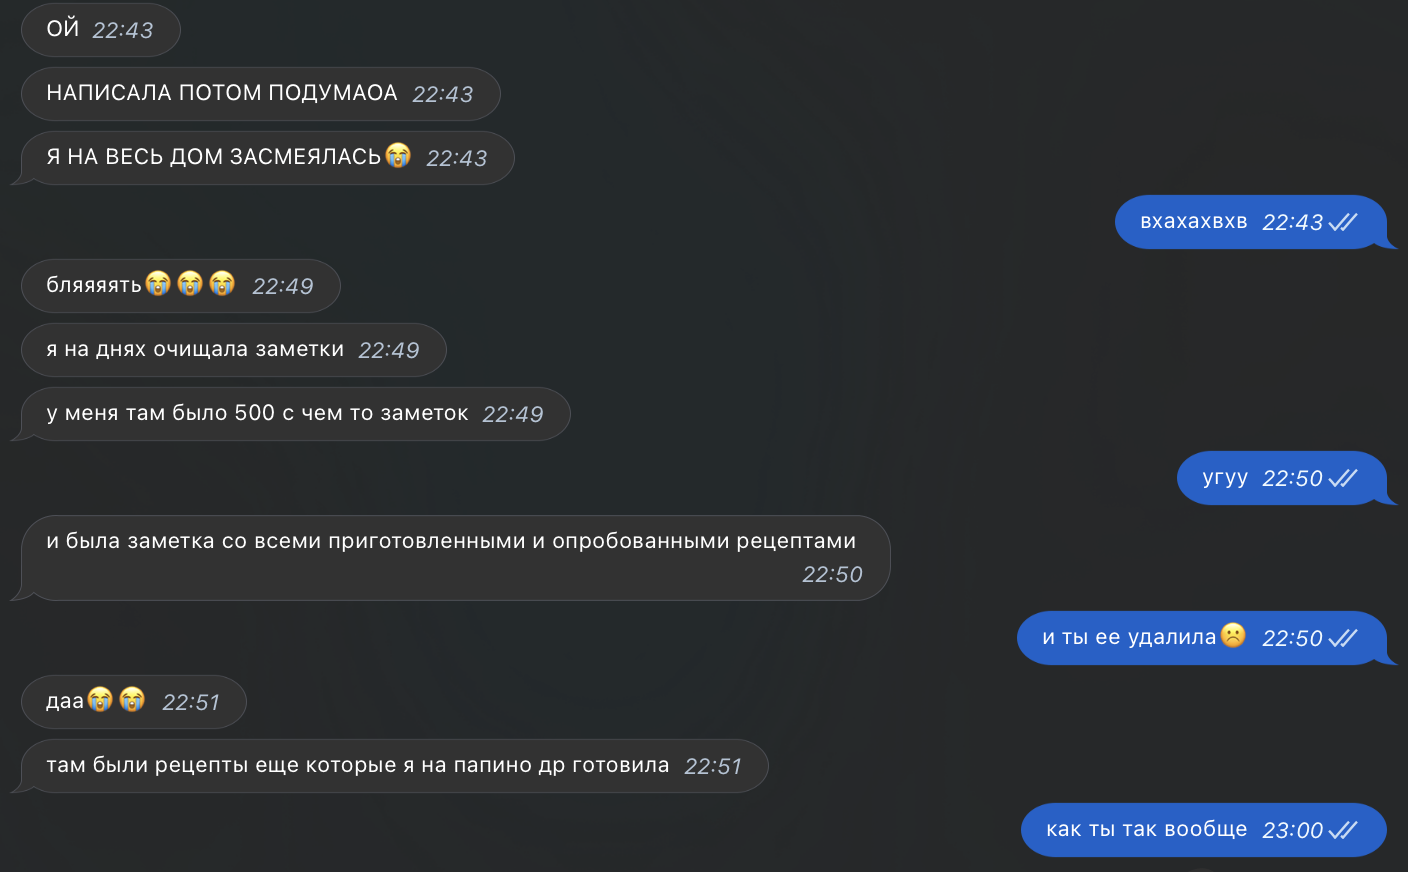 ОЙ 22:43
НАПИСАЛА ПОТОМ ПОДУМАОА 22:43
Я НА ВЕСЬ ДОМ ЗАСМЕЯЛАСЬ😭 22:43
вхахахвхв 22:43
бляяяять😭😭😭 22:49
я на днях очищала заметки 22:49
у меня там было 500 с чем то заметок 22:49
угуу 22:50
и была заметка со всеми приготовленными и опробованными рецептами
22:50
и ты ее удалила☹️ 22:50
даа😭😭 22:51
там были рецепты еще которые я на папино др готовила 22:51
как ты так вообще 23:00